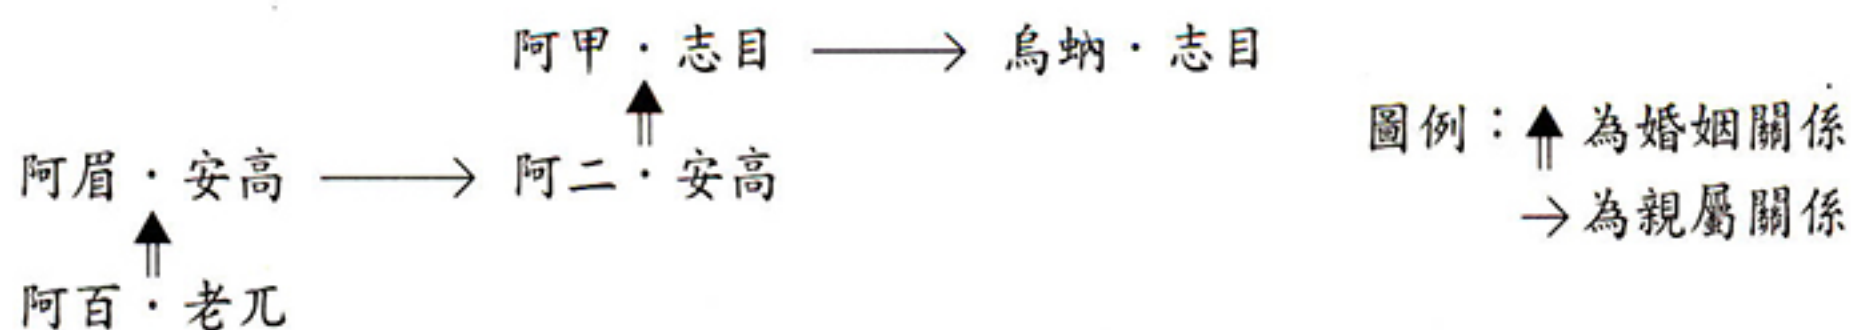 阿甲·志目 → 烏蚋·志目
阿眉·安高 → 阿二·安高
阿百·老兀
圖例：⇑為婚姻關係
→為親屬關係